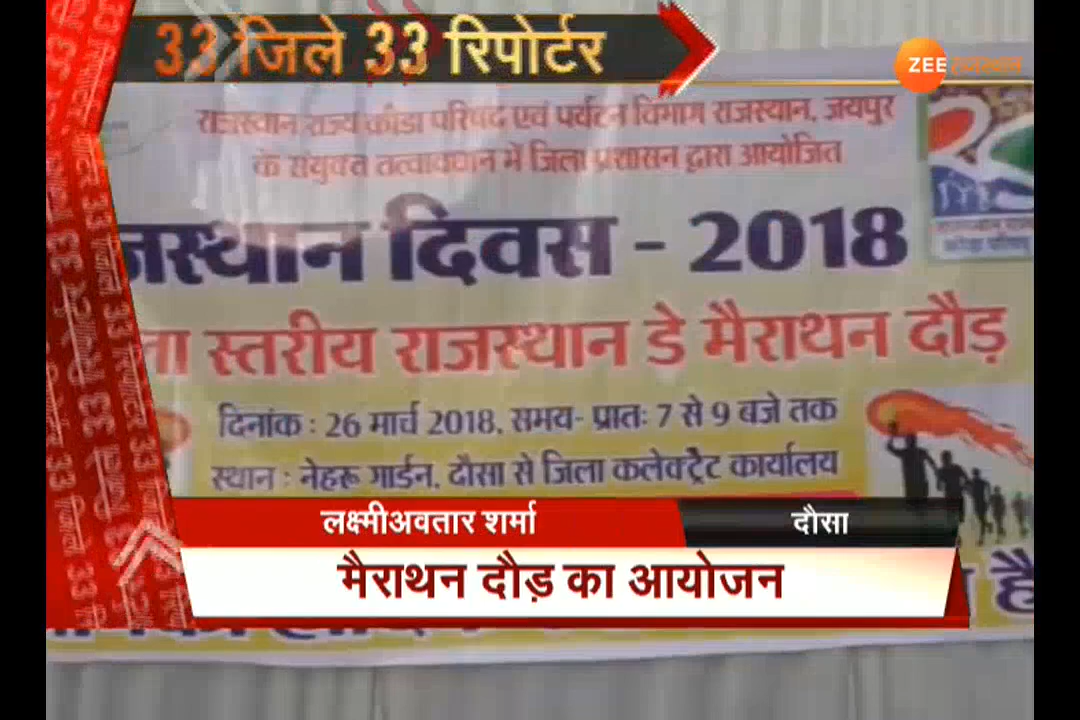 33 जिले 33 रिपोर्टर
ZEE राजस्थान
राजस्थान राज्य क्रीडा परिषद एवं पर्यटन विभाग राजस्थान, जयपुर
के संयुक्त तत्वावधान में जिला प्रशासन द्वारा आयोजित
जस्थान दिवस - 2018
ला स्तरीय राजस्थान डे मैराथन दौड़
दिनांक : 26 मार्च 2018, समय- प्रातः 7 से 9 बजे तक
स्थान : नेहरू गार्डन, दौसा से जिला कलेक्ट्रेट कार्यालय
लक्ष्मीअवतार शर्मा
दौसा
मैराथन दौड़ का आयोजन